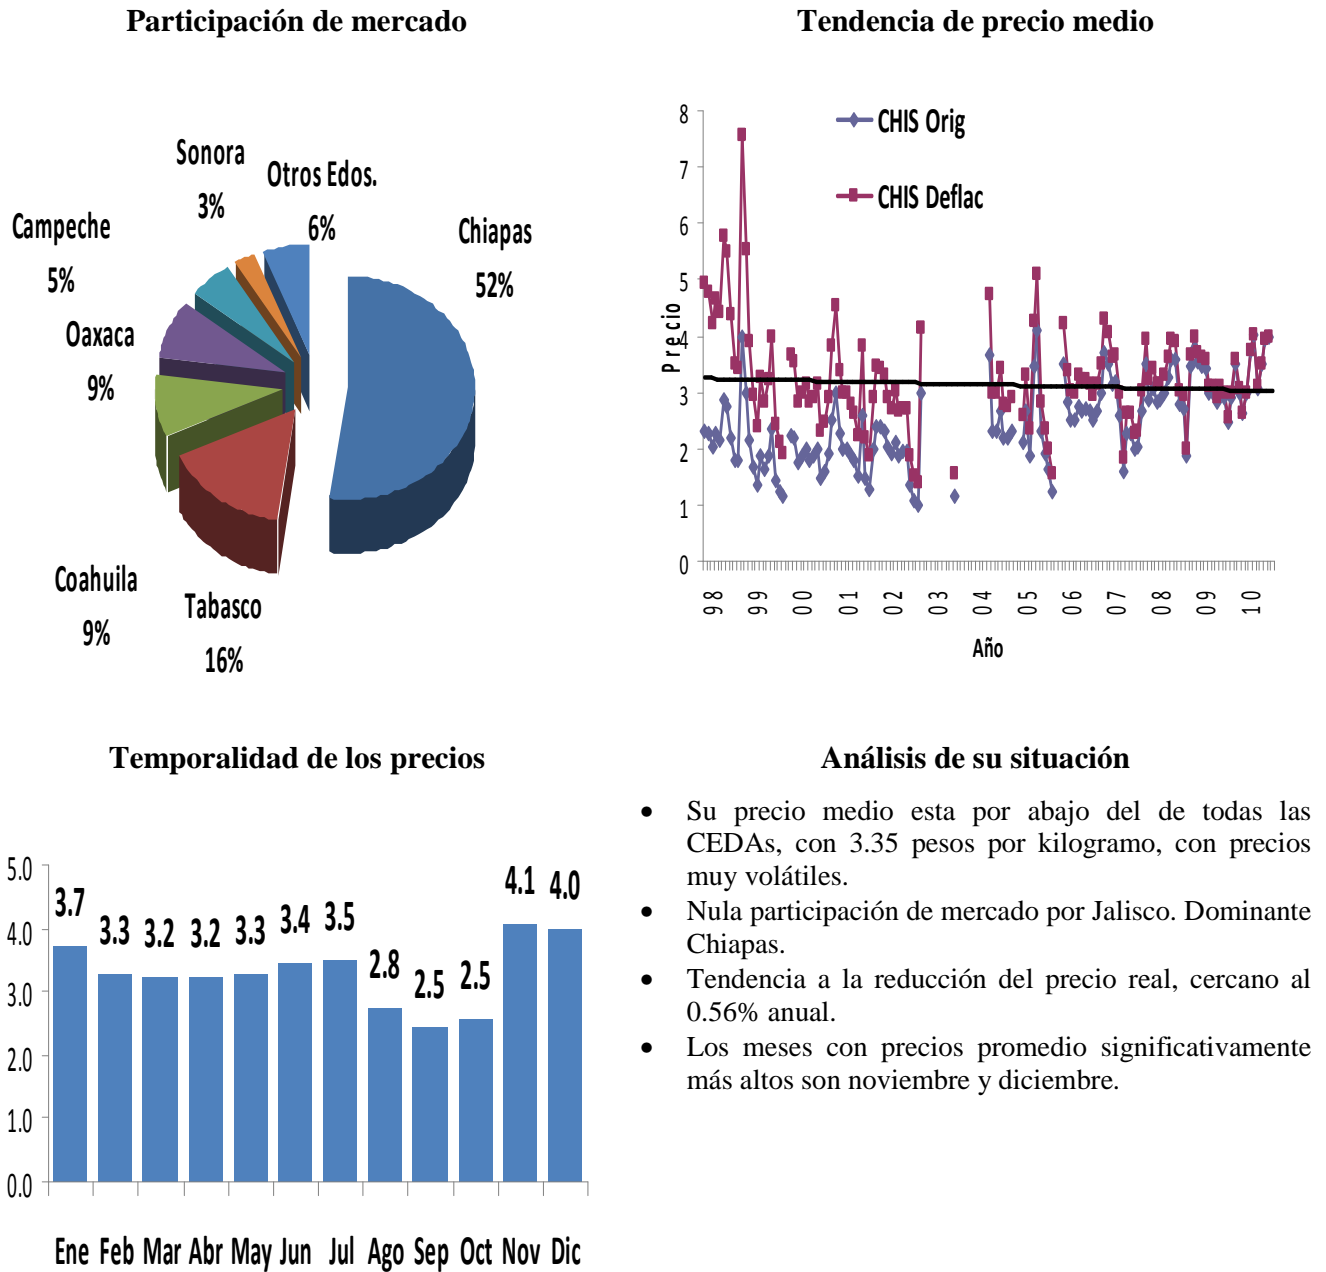 Participación de mercado
Sonora
3%
Otros Edos.
6%
Campeche
5%
Chiapas
52%
Oaxaca
9%
Coahuila
9%
Tabasco
16%
Tendencia de precio medio
8
7
6
5
4
3
2
1
0
Precio
CHIS Orig
CHIS Deflac
98 99 00 01 02 03 04 05 06 07 08 09 10
Año
Temporalidad de los precios
5.0
4.0
3.0
2.0
1.0
0.0
3.7 3.3 3.2 3.2 3.3 3.4 3.5 2.8 2.5 2.5 4.1 4.0
Ene Feb Mar Abr May Jun Jul Ago Sep Oct Nov Dic
Análisis de su situación
• Su precio medio esta por abajo del de todas las
CEDAs, con 3.35 pesos por kilogramo, con precios
muy volátiles.
• Nula participación de mercado por Jalisco. Dominante
Chiapas.
• Tendencia a la reducción del precio real, cercano al
0.56% anual.
• Los meses con precios promedio significativamente
más altos son noviembre y diciembre.